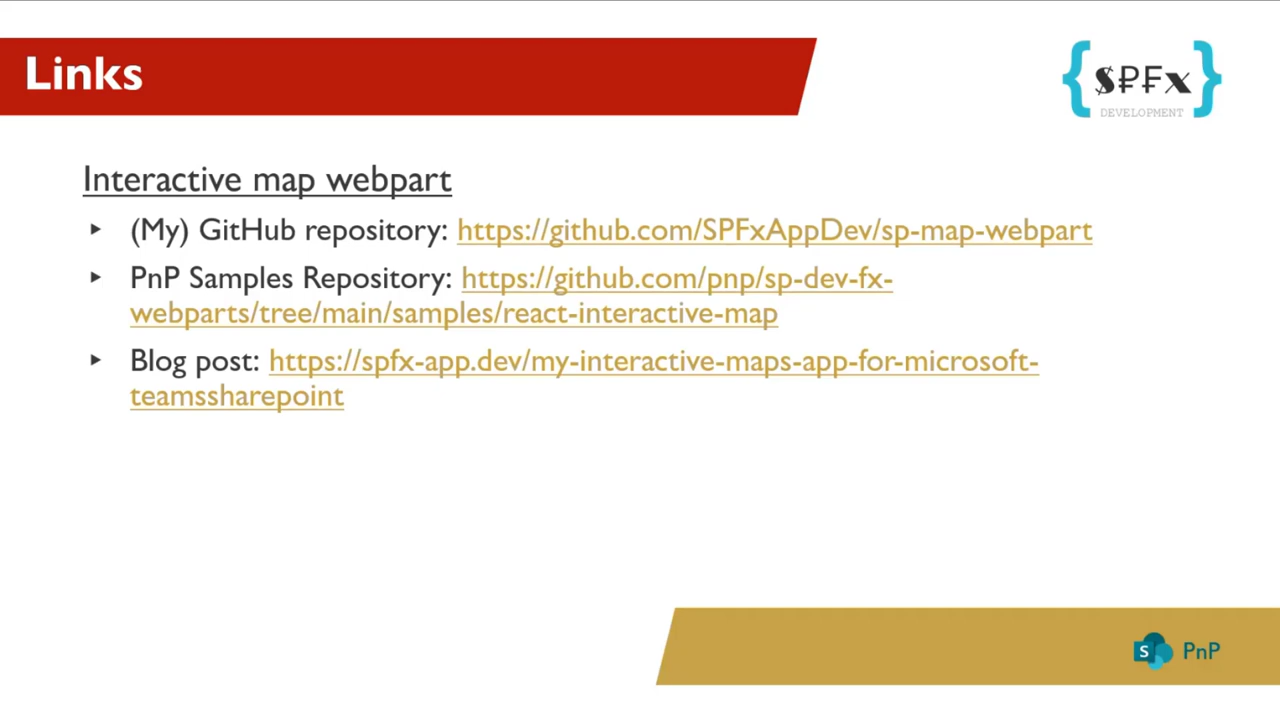 Links
{$PFx}
DEVELOPMENT
Interactive map webpart
▸ (My) GitHub repository: https://github.com/SPFxAppDev/sp-map-webpart
▸ PnP Samples Repository: https://github.com/pnp/sp-dev-fx-
webparts/tree/main/samples/react-interactive-map
▸ Blog post: https://spfx-app.dev/my-interactive-maps-app-for-microsoft-
teamssharepoint
S PnP